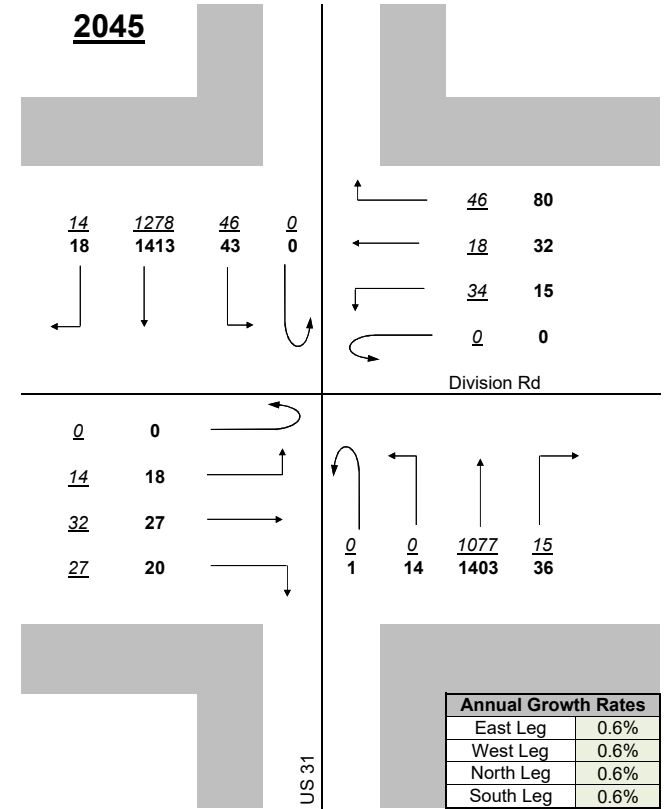 2045
14 1278 46 0
18 1413 43 0
46 80
18 32
34 15
0 0
Division Rd
0 0
14 18
32 27
27 20
0 0 1077 15
1 14 1403 36
US 31
Annual Growth Rates
East Leg 0.6%
West Leg 0.6%
North Leg 0.6%
South Leg 0.6%